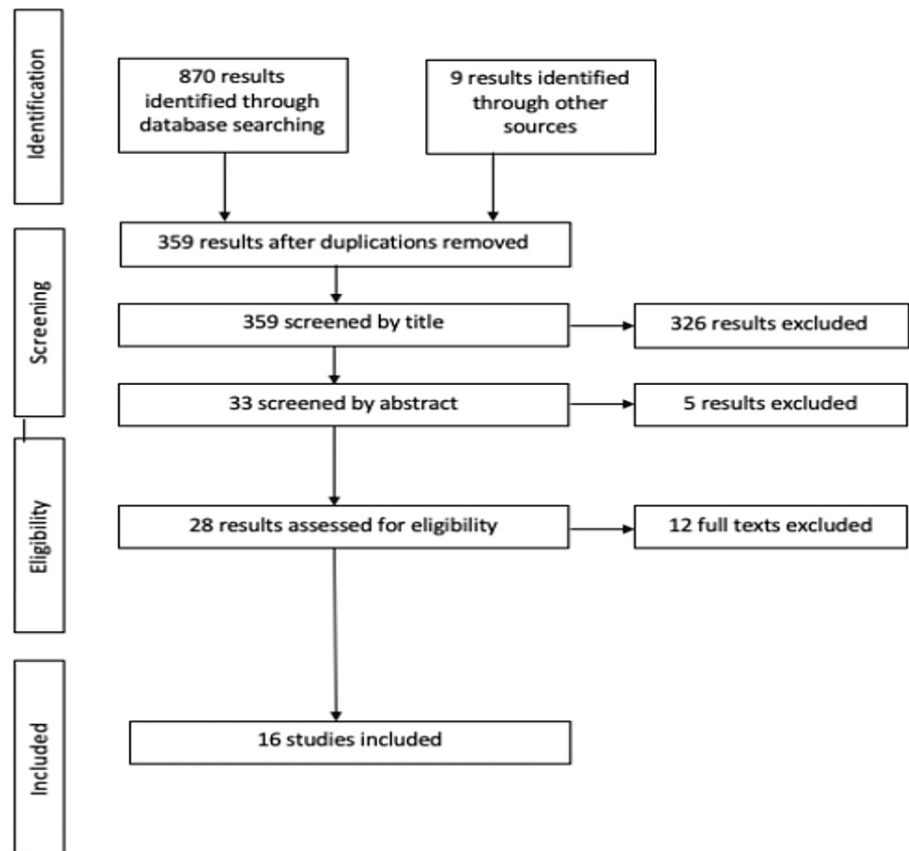 Identification
870 results
identified through
database searching
9 results identified
through other
sources
Screening
359 results after duplications removed
359 screened by title
326 results excluded
33 screened by abstract
5 results excluded
Eligibility
28 results assessed for eligibility
12 full texts excluded
Included
16 studies included